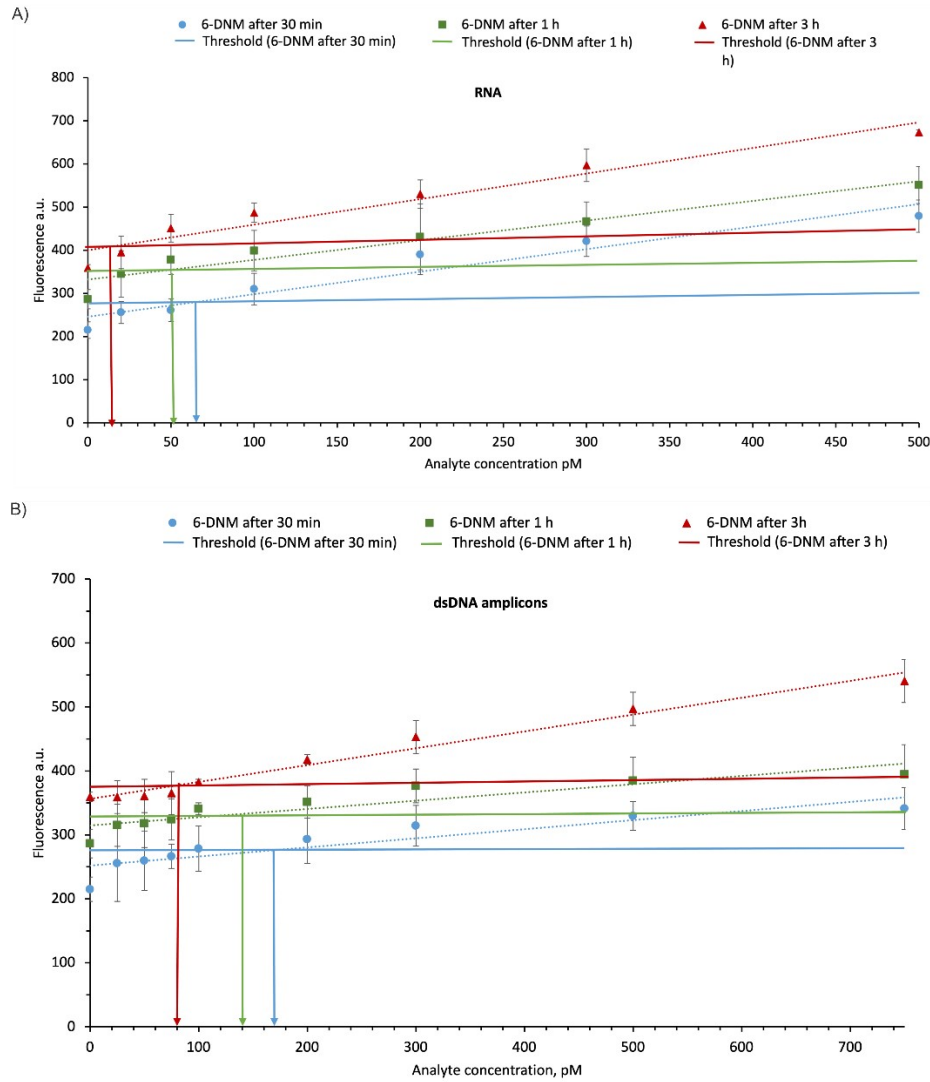 A)
6-DNM after 30 min 6-DNM after 1 h 6-DNM after 3 h
Threshold (6-DNM after 30 min) Threshold (6-DNM after 1 h) Threshold (6-DNM after 3
h)
RNA
Fluorescence a.u.
800
700
600
500
400
300
200
100
0
0 50 100 150 200 250 300 350 400 450 500
Analyte concentration pM
B)
6-DNM after 30 min 6-DNM after 1 h 6-DNM after 3h
Threshold (6-DNM after 30 min) Threshold (6-DNM after 1 h) Threshold (6-DNM after 3 h)
dsDNA amplicons
Fluorescence a.u.
700
600
500
400
300
200
100
0
0 100 200 300 400 500 600 700
Analyte concentration, pM